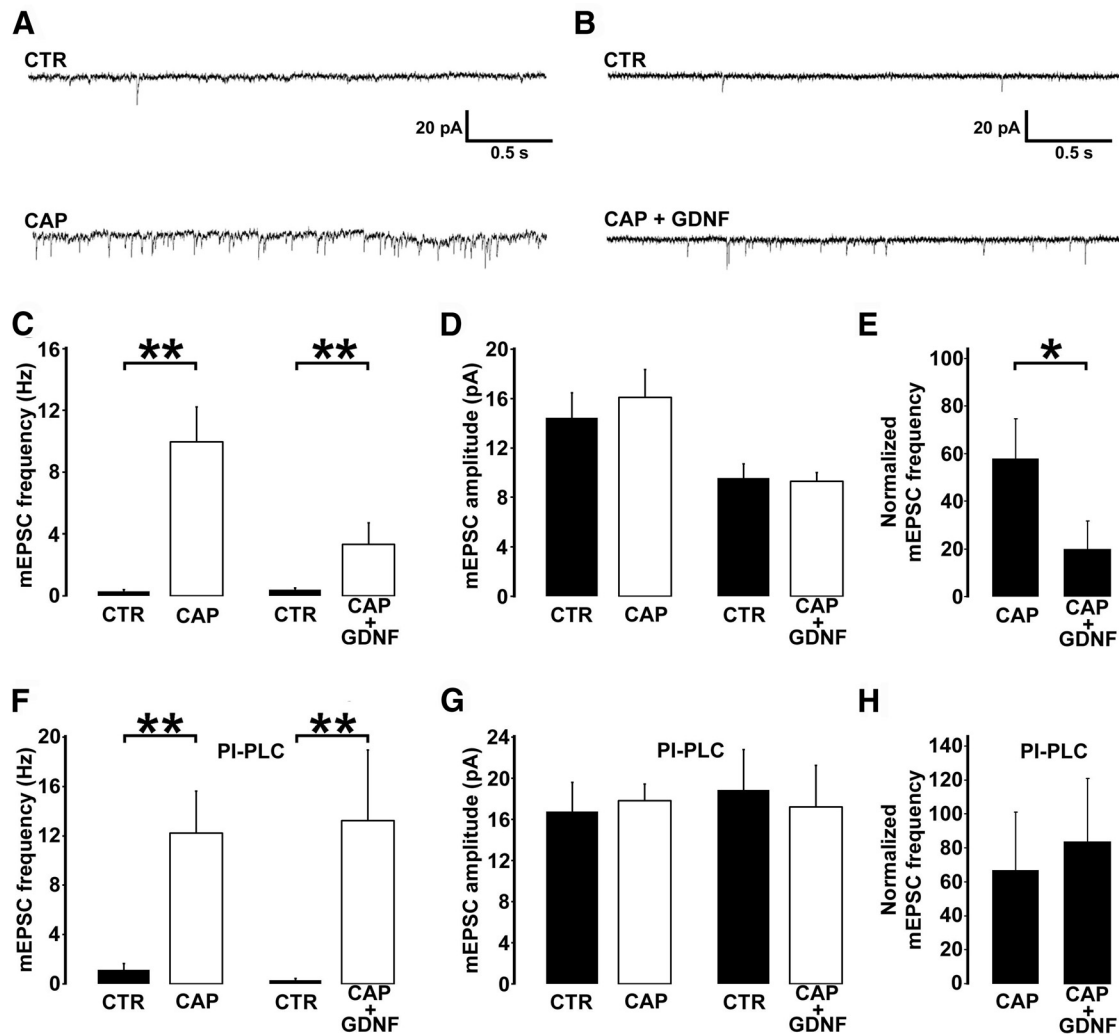 A
CTR
20 pA
0.5 s
CAP
B
CTR
20 pA
0.5 s
CAP + GDNF
C
mEPSC frequency (Hz)
16
12
8
4
0
**
**
CTR
CAP
CTR
CAP
+
GDNF
D
mEPSC amplitude (pA)
20
16
12
8
4
0
CTR
CAP
CTR
CAP
+
GDNF
E
Normalized
mEPSC frequency
100
80
60
40
20
0
*
CAP
CAP
+
GDNF
F
mEPSC frequency (Hz)
20
16
12
8
4
0
**
**
PI-PLC
CTR
CAP
CTR
CAP
+
GDNF
G
mEPSC amplitude (pA)
24
20
16
12
8
4
0
PI-PLC
CTR
CAP
CTR
CAP
+
GDNF
H
Normalized
mEPSC frequency
140
120
100
80
60
40
20
0
PI-PLC
CAP
CAP
+
GDNF